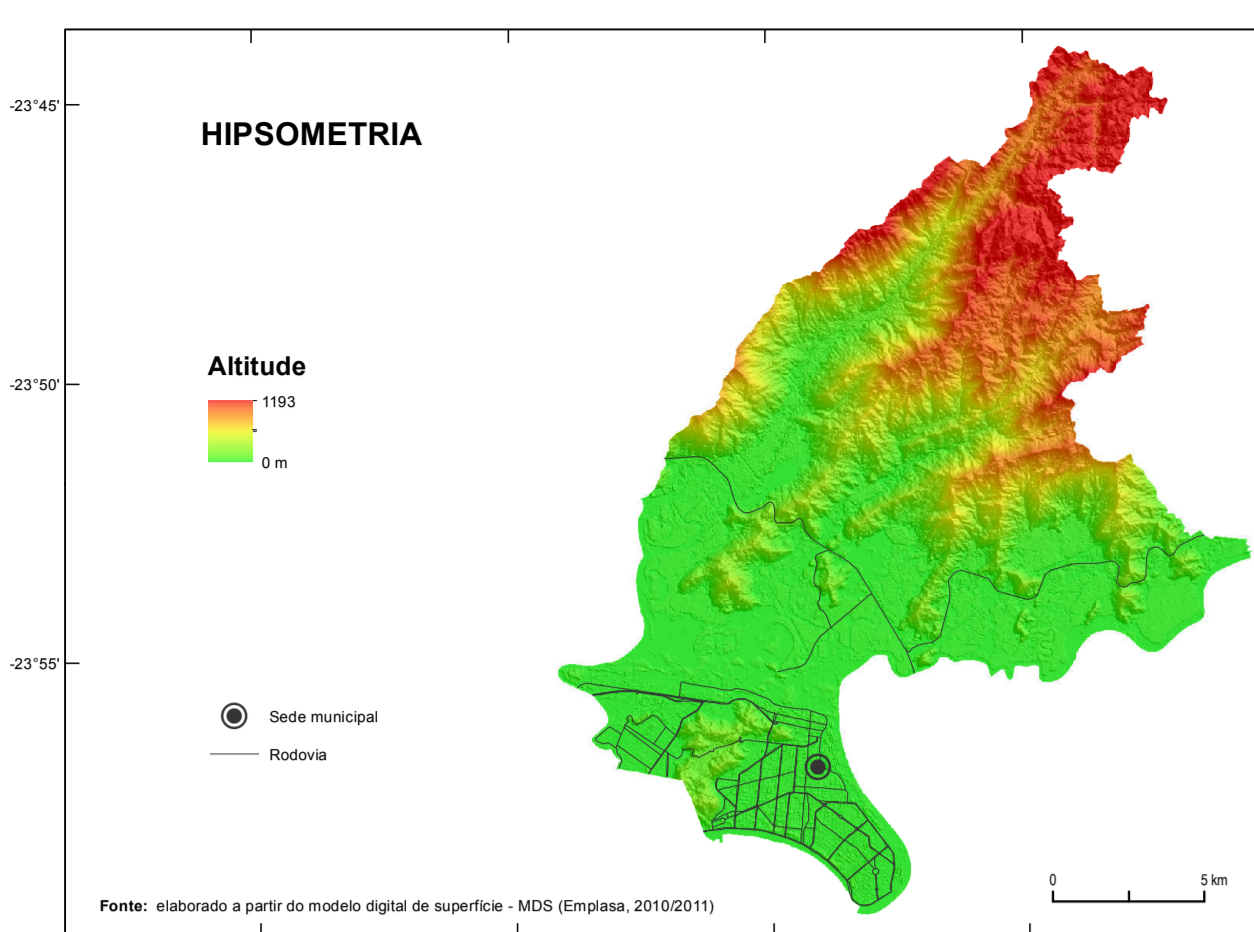 -23°45'
HIPSOMETRIA
Altitude
1193
0 m
-23°50'
-23°55'
Sede municipal
Rodovia
0 5 km
Fonte: elaborado a partir do modelo digital de superfície - MDS (Emplasa, 2010/2011)